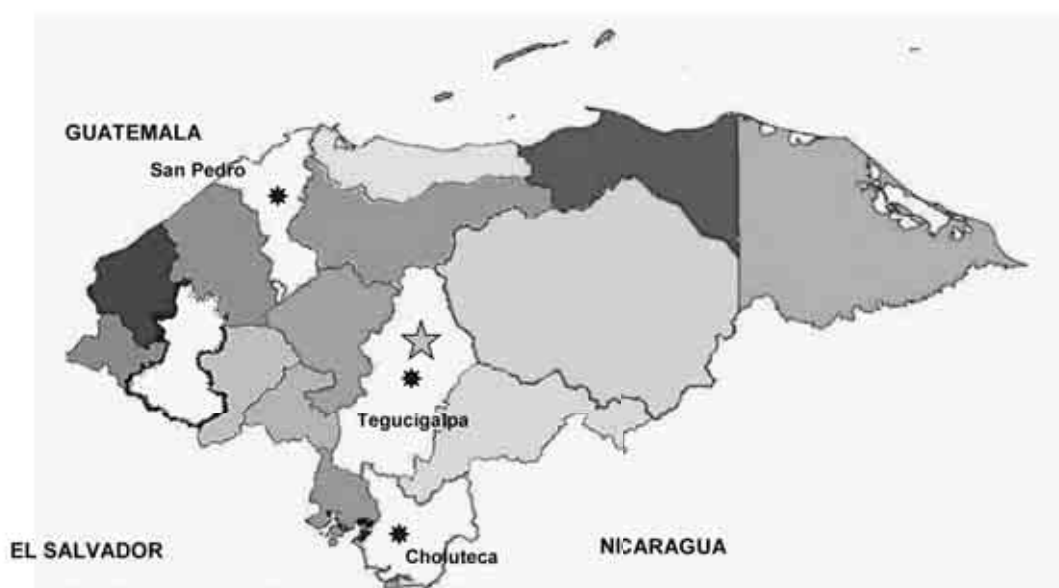 GUATEMALA
San Pedro
Tegucigalpa
EL SALVADOR
NICARAGUA
Choluteca